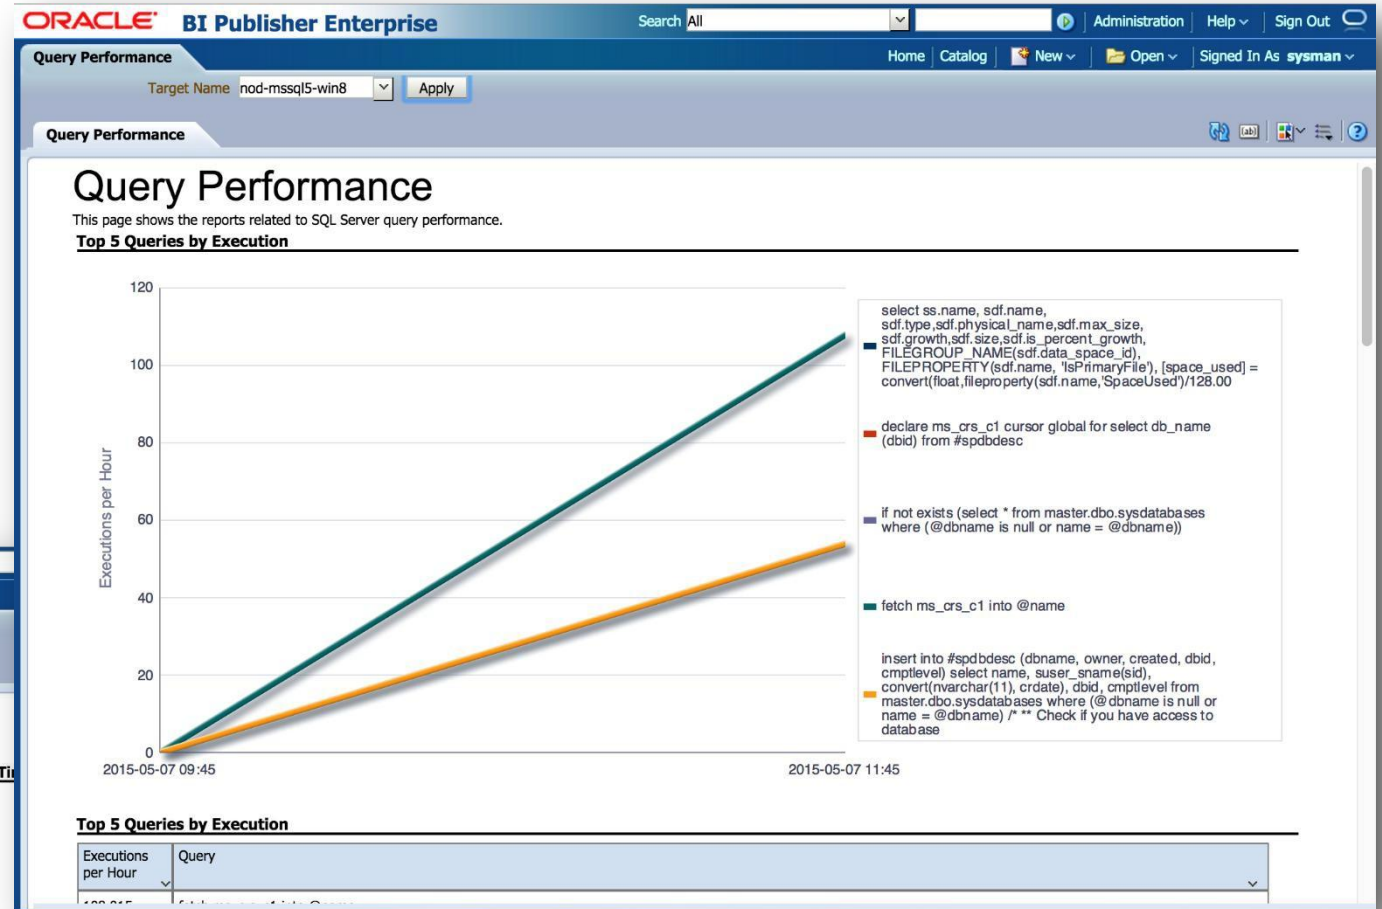 ORACLE BI Publisher Enterprise Search All Administration Help Sign Out
Query Performance Home Catalog New Open Signed In As sysman
Target Name nod-mssql5-win8 Apply
Query Performance
Query Performance
This page shows the reports related to SQL Server query performance.
Top 5 Queries by Execution
120
100
80
60
40
20
0
Executions per Hour
2015-05-07 09:45
2015-05-07 11:45
select ss.name, sdf.name,
sdf.type,sdf.physical_name,sdf.max_size,
sdf.growth,sdf.size,sdf.is_percent_growth,
FILEGROUP_NAME(sdf.data_space_id),
FILEPROPERTY(sdf.name, 'IsPrimaryFile'), [space_used] =
convert(float,fileproperty(sdf.name,'SpaceUsed')/128.00
declare ms_crs_c1 cursor global for select db_name
(dbid) from #spdbdesc
if not exists (select * from master.dbo.sysdatabases
where (@dbname is null or name = @dbname))
fetch ms_crs_c1 into @name
insert into #spdbdesc (dbname, owner, created, dbid,
cmptlevel) select name, suser_sname(sid),
convert(nvarchar(11), crdate), dbid, cmptlevel from
master.dbo.sysdatabases where (@dbname is null or
name = @dbname) /* ** Check if you have access to
database
Top 5 Queries by Execution
Executions
per Hour
Query